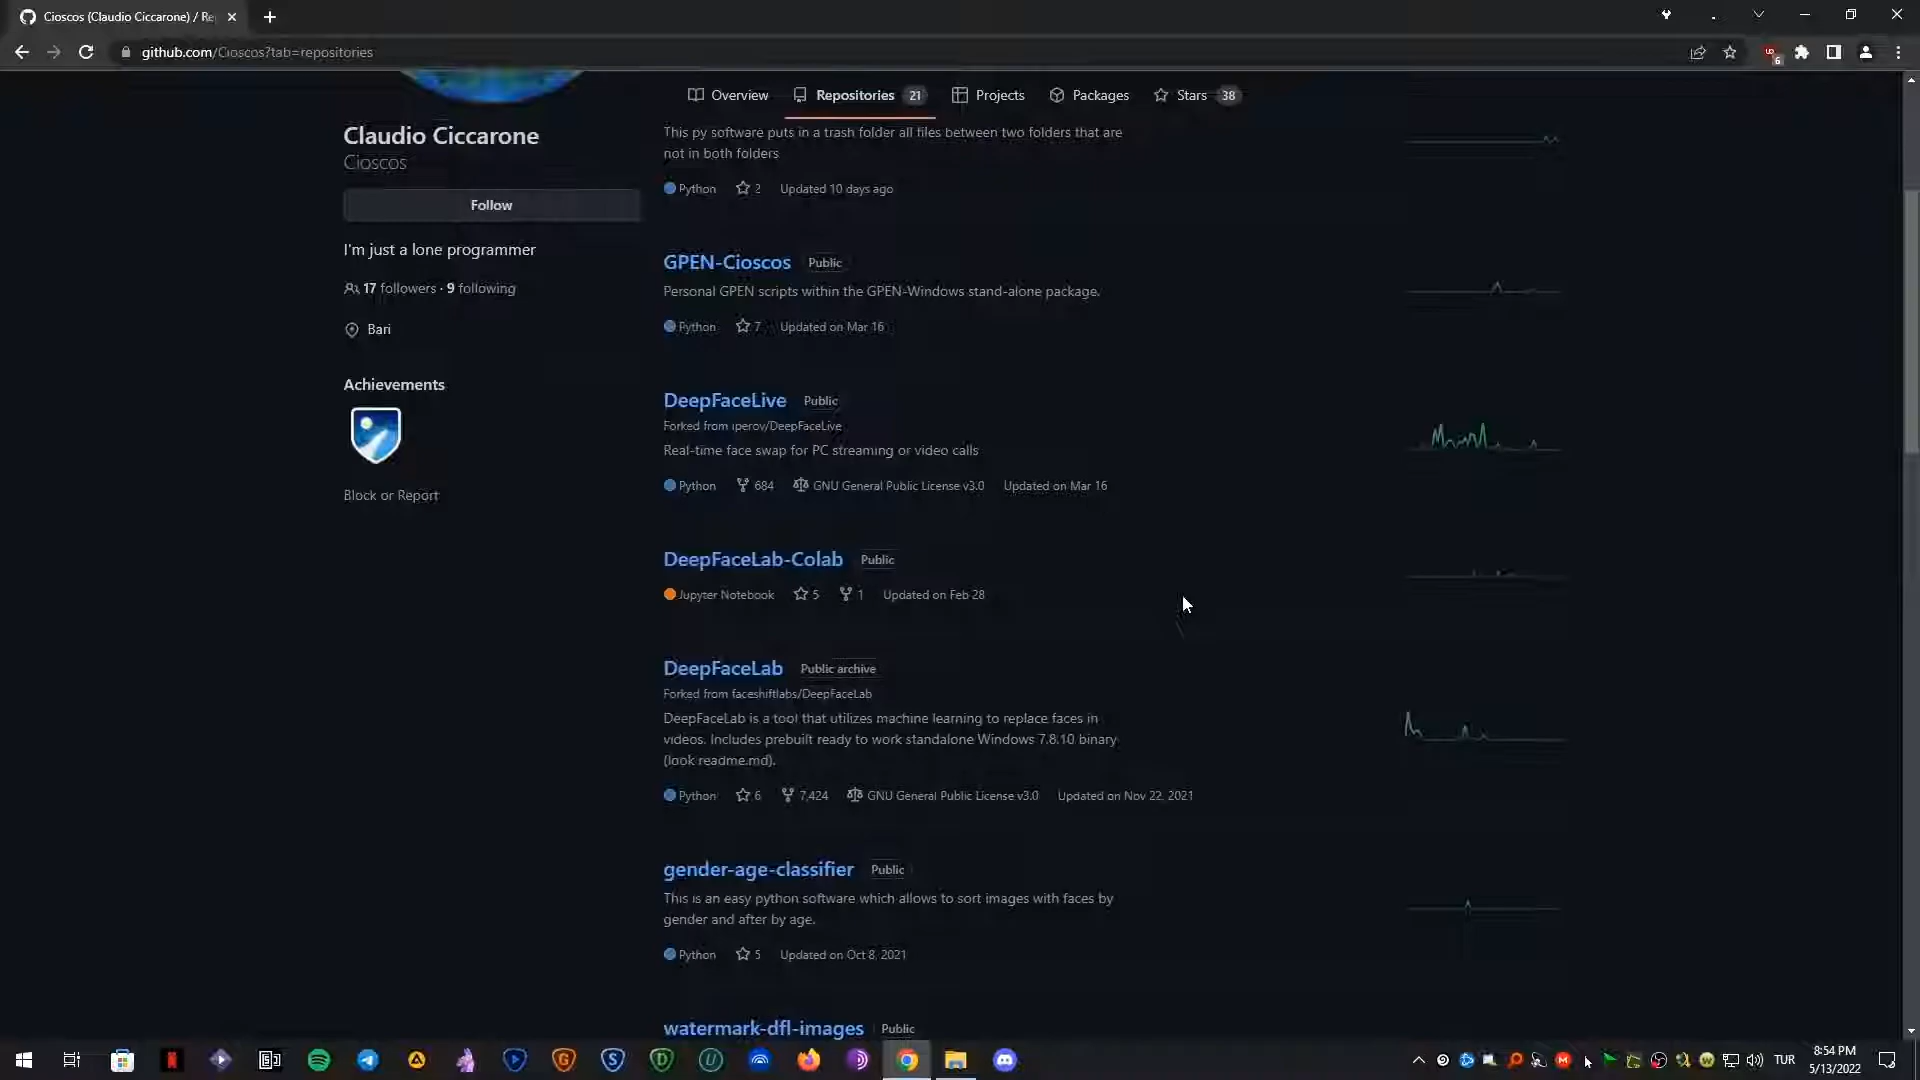 Cioscos (Claudio Ciccarone) / Re
github.com/Cioscos?tab=repositories
6
Overview
Repositories 21
Projects
Packages
Stars 38
Claudio Ciccarone
Cioscos
Follow
I'm just a lone programmer
17 followers · 9 following
Bari
Achievements
Block or Report
This py software puts in a trash folder all files between two folders that are
not in both folders
Python 2 Updated 10 days ago
GPEN-Cioscos Public
Personal GPEN scripts within the GPEN-Windows stand-alone package.
Python 7 Updated on Mar 16
DeepFaceLive Public
Forked from iperov/DeepFaceLive
Real-time face swap for PC streaming or video calls
Python 684 GNU General Public License v3.0 Updated on Mar 16
DeepFaceLab-Colab Public
Jupyter Notebook 5 1 Updated on Feb 28
DeepFaceLab Public archive
Forked from faceshiftlabs/DeepFaceLab
DeepFaceLab is a tool that utilizes machine learning to replace faces in
videos. Includes prebuilt ready to work standalone Windows 7,8,10 binary
(look readme.md).
Python 6 7,424 GNU General Public License v3.0 Updated on Nov 22, 2021
gender-age-classifier Public
This is an easy python software which allows to sort images with faces by
gender and after by age.
Python 5 Updated on Oct 8, 2021
watermark-dfl-images Public
TUR
8:54 PM
5/13/2022